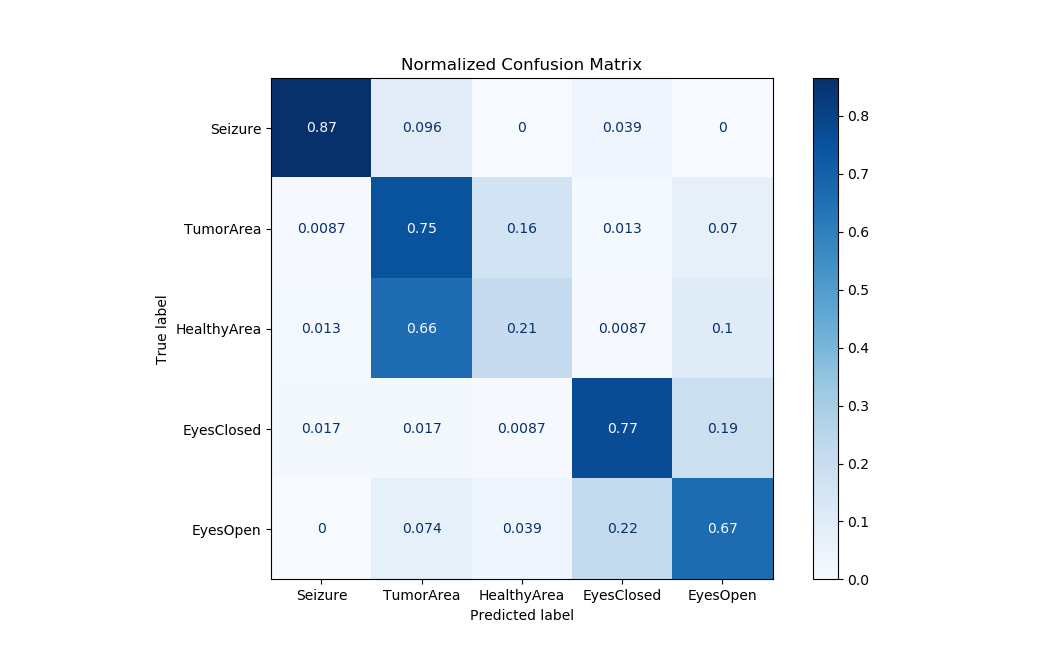 Normalized Confusion Matrix
Seizure 0.87 0.096 0 0.039 0
TumorArea 0.0087 0.75 0.16 0.013 0.07
HealthyArea 0.013 0.66 0.21 0.0087 0.1
EyesClosed 0.017 0.017 0.0087 0.77 0.19
EyesOpen 0 0.074 0.039 0.22 0.67
True label
Seizure TumorArea HealthyArea EyesClosed EyesOpen
Predicted label
0.8
0.7
0.6
0.5
0.4
0.3
0.2
0.1
0.0